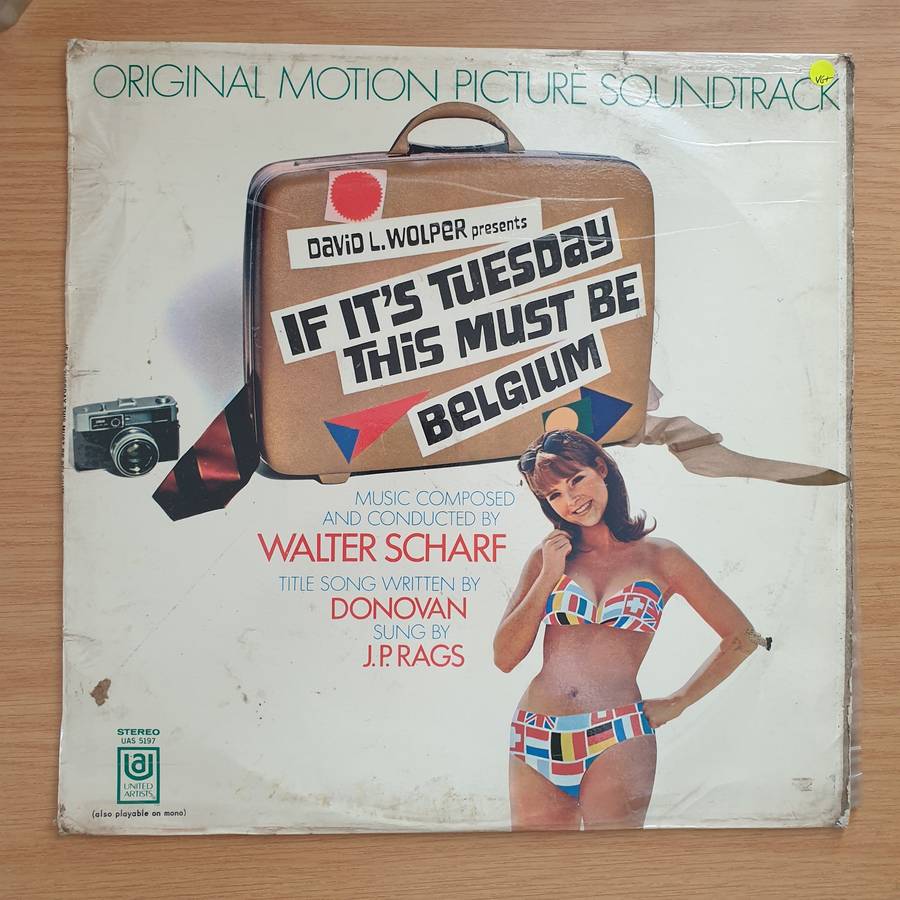 ORIGINAL MOTION PICTURE SOUNDTRACK
VG+
DAViD L. WOLPER presents
IF IT'S TUESDAY
THiS MUST BE
BELGIUM
MUSIC COMPOSED
AND CONDUCTED BY
WALTER SCHARF
TITLE SONG WRITTEN BY
DONOVAN
SUNG BY
J.P. RAGS
STEREO
UAS 5197
UA
UNITED
ARTISTS
(also playable on mono)